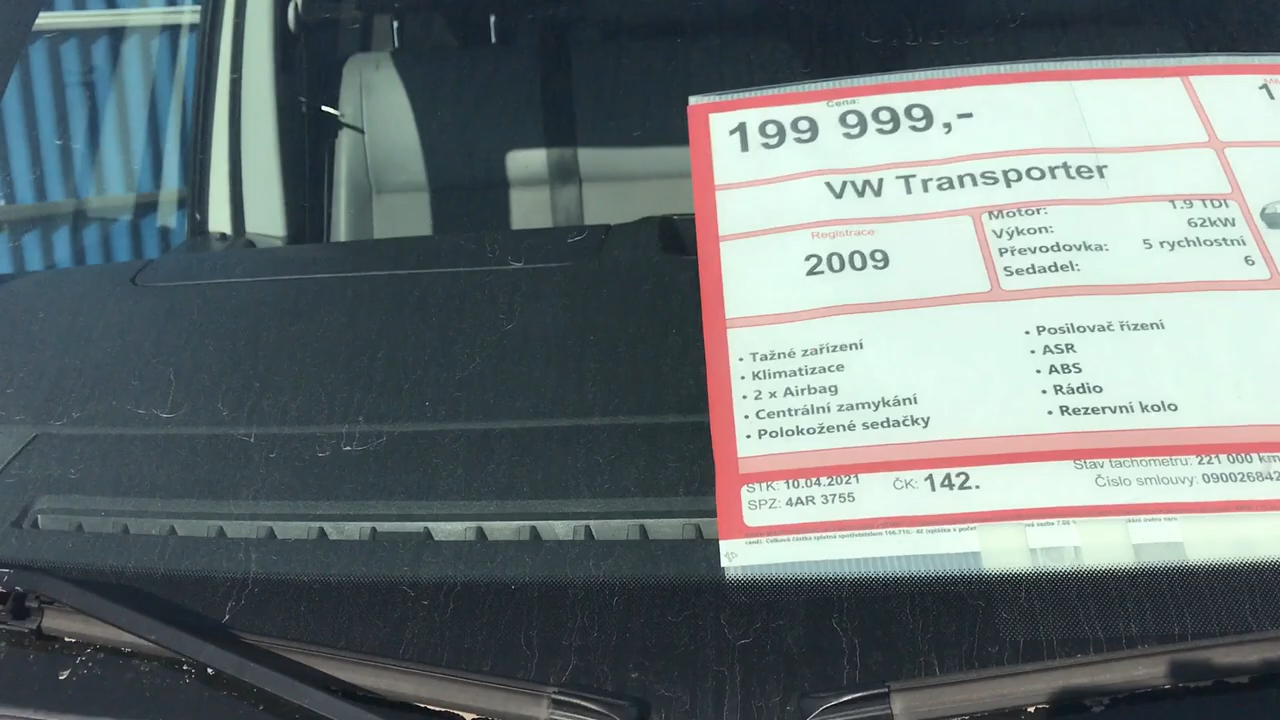 Cena:
199 999,-
VW Transporter
Registrace
2009
Motor: 1.9 TDI
Výkon: 62kW
Převodovka: 5 rychlostní
Sedadel: 6
• Tažné zařízení
• Klimatizace
• 2 x Airbag
• Centrální zamykání
• Polokožené sedačky
• Posilovač řízení
• ASR
• ABS
• Rádio
• Rezervní kolo
STK: 10.04.2021
SPZ: 4AR 3755
ČK: 142.
Stav tachometru: 221 000 km
Číslo smlouvy: 090026842